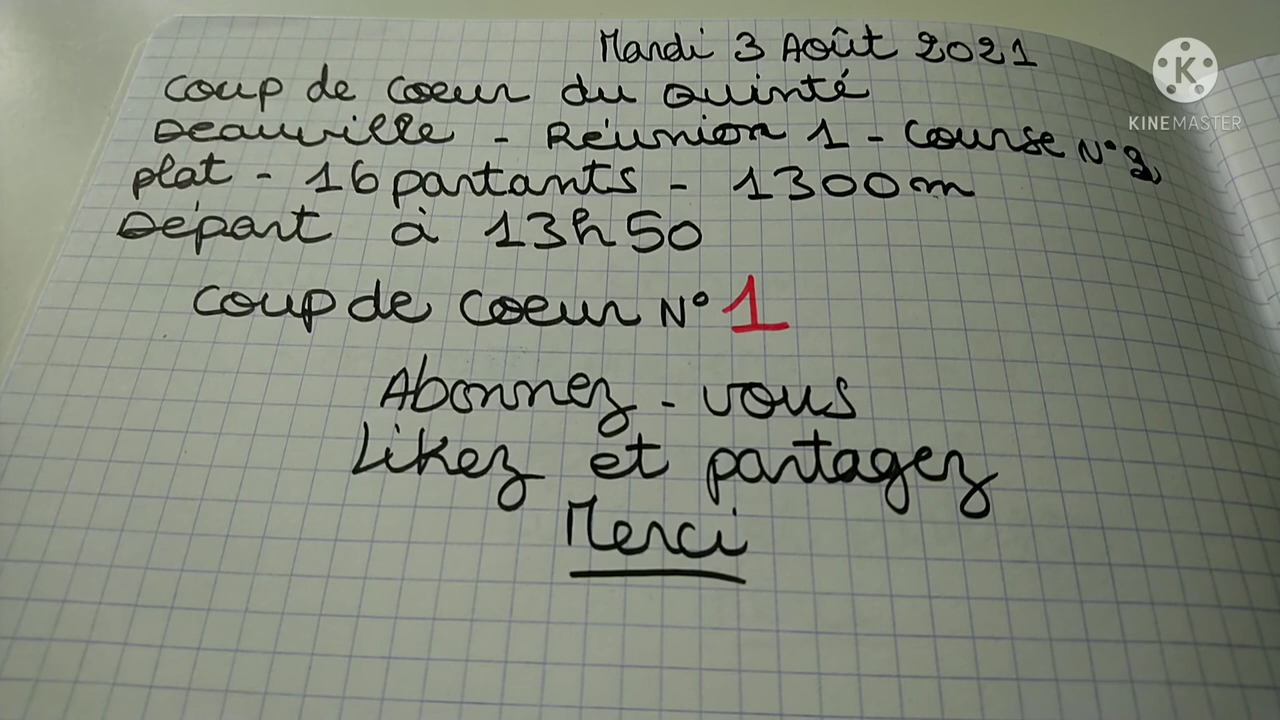 Mardi 3 Août 2021
KINEMASTER
Coup de coeur du Quinté
Deauville - Réunion 1 - Course N°2
plat - 16 partants - 1300m
Départ à 13h50
Coup de coeur N° 1
Abonnez-vous
Likez et partagez
Merci